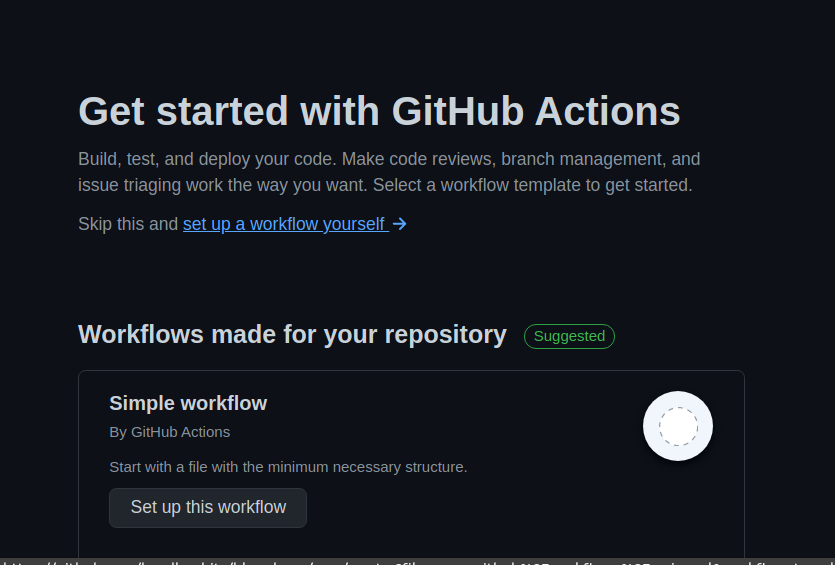 Get started with GitHub Actions
Build, test, and deploy your code. Make code reviews, branch management, and
issue triaging work the way you want. Select a workflow template to get started.
Skip this and set up a workflow yourself →
Workflows made for your repository Suggested
Simple workflow
By GitHub Actions
Start with a file with the minimum necessary structure.
Set up this workflow